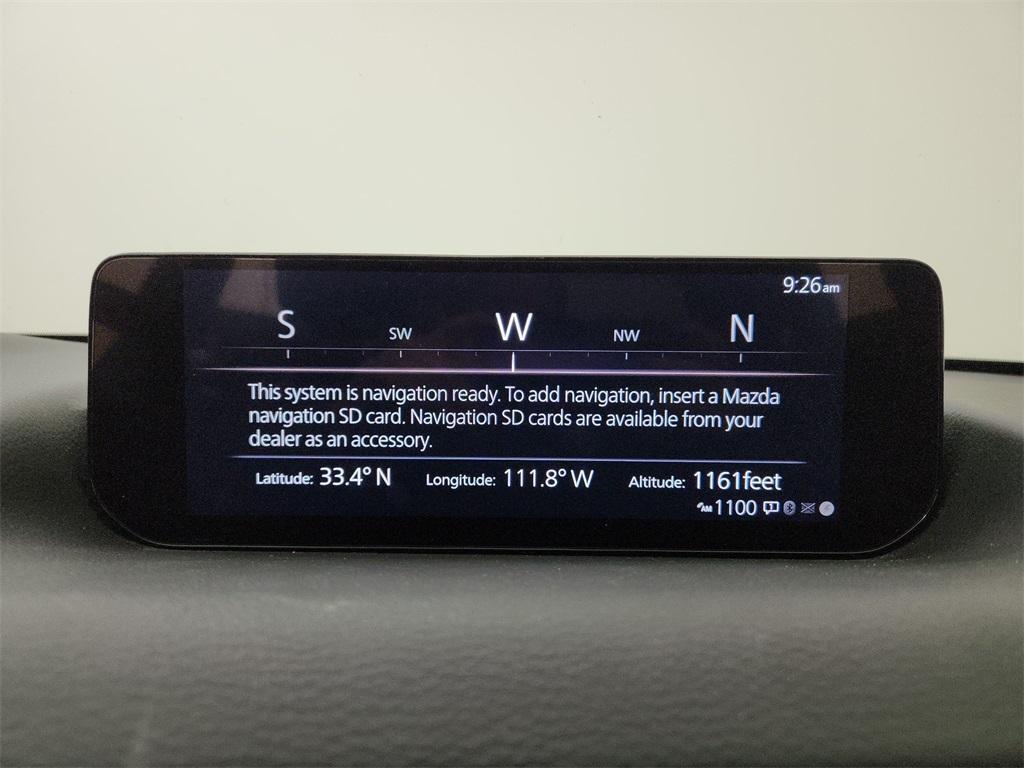 9:26am
S SW W NW N
This system is navigation ready. To add navigation, insert a Mazda
navigation SD card. Navigation SD cards are available from your
dealer as an accessory.
Latitude: 33.4° N Longitude: 111.8° W Altitude: 1161feet
AM 1100